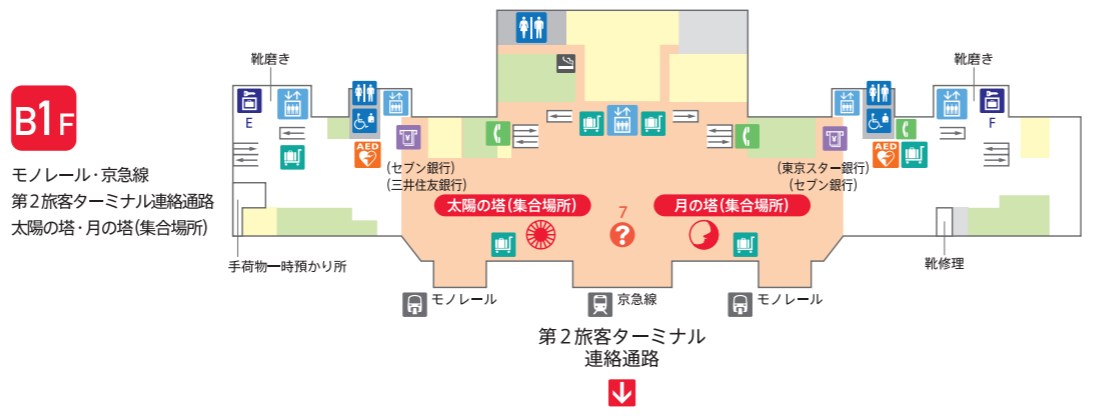 B1F
モノレール・京急線
第２旅客ターミナル連絡通路
太陽の塔・月の塔(集合場所)
靴磨き
靴磨き
E
F
AED
AED
(セブン銀行)
(三井住友銀行)
(東京スター銀行)
(セブン銀行)
太陽の塔(集合場所)
月の塔(集合場所)
7
?
手荷物一時預かり所
靴修理
モノレール
京急線
モノレール
第２旅客ターミナル
連絡通路